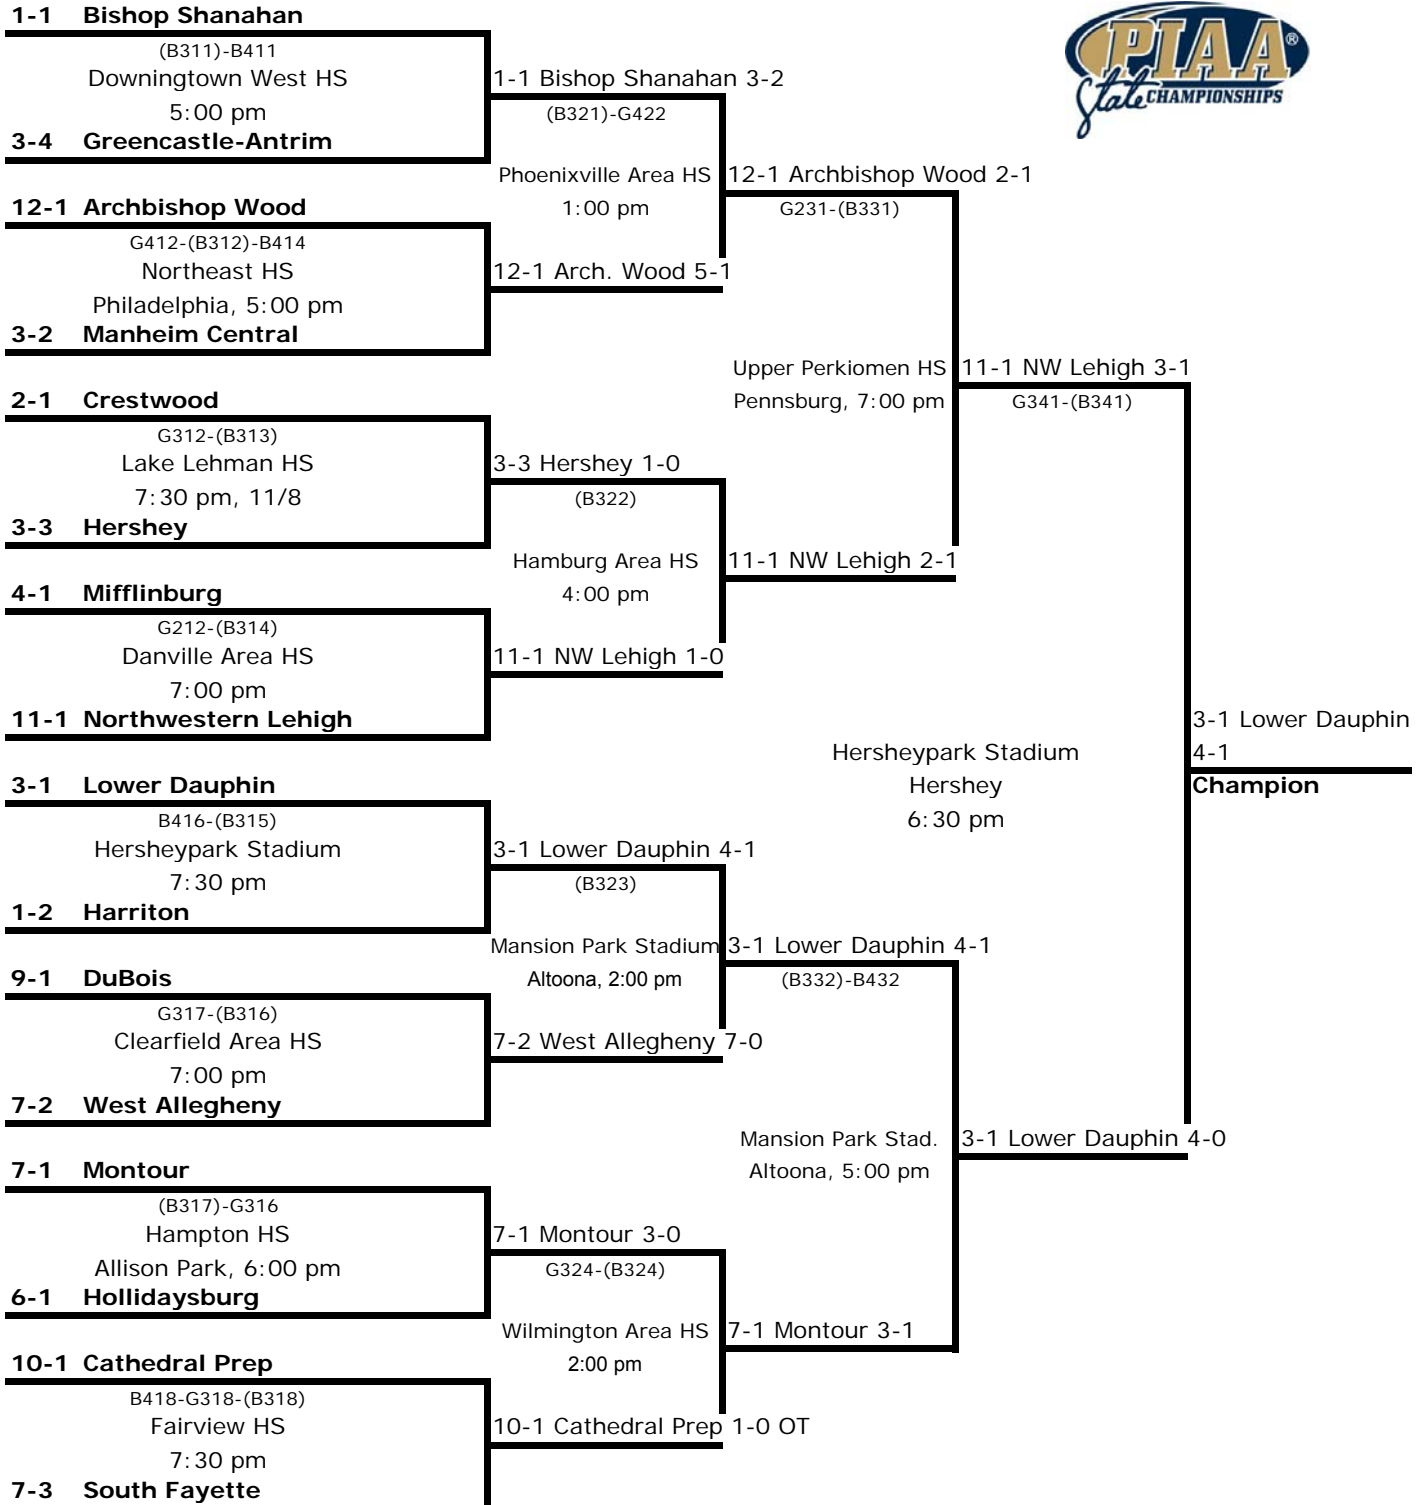 1-1 Bishop Shanahan
(B311)-B411
Downingtown West HS
5:00 pm
3-4 Greencastle-Antrim
12-1 Archbishop Wood
G412-(B312)-B414
Northeast HS
Philadelphia, 5:00 pm
3-2 Manheim Central
2-1 Crestwood
G312-(B313)
Lake Lehman HS
7:30 pm, 11/8
3-3 Hershey
4-1 Mifflinburg
G212-(B314)
Danville Area HS
7:00 pm
11-1 Northwestern Lehigh
3-1 Lower Dauphin
B416-(B315)
Hersheypark Stadium
7:30 pm
1-2 Harriton
9-1 DuBois
G317-(B316)
Clearfield Area HS
7:00 pm
7-2 West Allegheny
7-1 Montour
(B317)-G316
Hampton HS
Allison Park, 6:00 pm
6-1 Hollidaysburg
10-1 Cathedral Prep
B418-G318-(B318)
Fairview HS
7:30 pm
7-3 South Fayette
1-1 Bishop Shanahan 3-2
(B321)-G422
Phoenixville Area HS
1:00 pm
12-1 Arch. Wood 5-1
3-3 Hershey 1-0
(B322)
Hamburg Area HS
4:00 pm
11-1 NW Lehigh 1-0
3-1 Lower Dauphin 4-1
(B323)
Mansion Park Stadium
Altoona, 2:00 pm
7-2 West Allegheny 7-0
7-1 Montour 3-0
G324-(B324)
Wilmington Area HS
2:00 pm
10-1 Cathedral Prep 1-0 OT
12-1 Archbishop Wood 2-1
G231-(B331)
Upper Perkiomen HS
Pennsburg, 7:00 pm
11-1 NW Lehigh 2-1
3-1 Lower Dauphin 4-1
(B332)-B432
Mansion Park Stad.
Altoona, 5:00 pm
7-1 Montour 3-1
11-1 NW Lehigh 3-1
G341-(B341)
Hersheypark Stadium
Hershey
6:30 pm
3-1 Lower Dauphin 4-0
3-1 Lower Dauphin
4-1
Champion
PIAA®
State CHAMPIONSHIPS